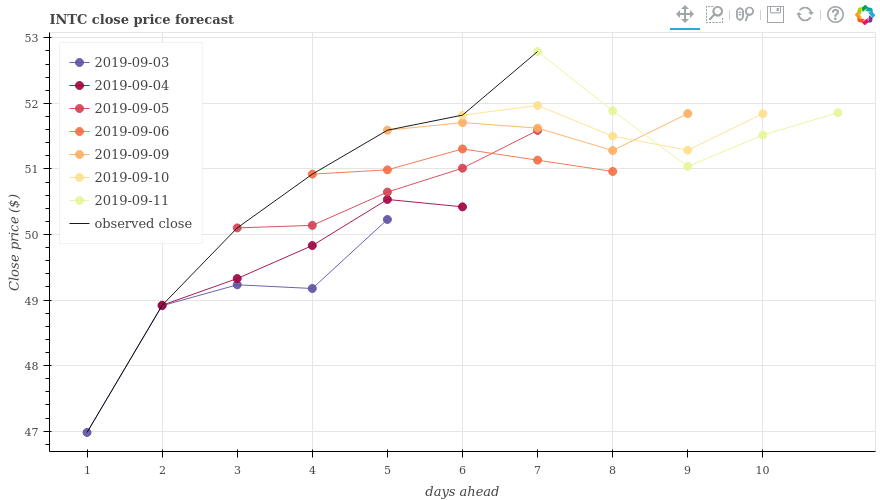 INTC close price forecast
53
52
51
50
49
48
47
Close price ($)
2019-09-03
2019-09-04
2019-09-05
2019-09-06
2019-09-09
2019-09-10
2019-09-11
observed close
1 2 3 4 5 6 7 8 9 10
days ahead